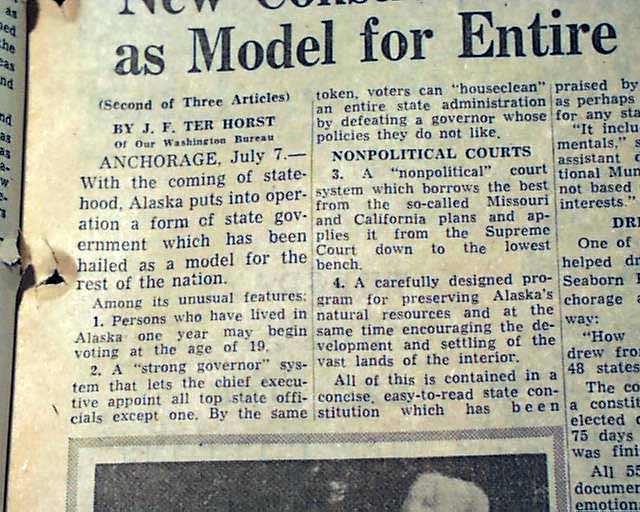 as
the
eas
and
nd
as
as
a-
w
e-
rs
New
as Model for Entire
(Second of Three Articles)
BY J. F. TER HORST
Of Our Washington Bureau
ANCHORAGE, July 7.—
With the coming of state-
hood, Alaska puts into oper-
ation a form of state gov-
ernment which has been
hailed as a model for the
rest of the nation.
Among its unusual features:
1. Persons who have lived in
Alaska one year may begin
voting at the age of 19.
2. A "strong governor" sys-
tem that lets the chief execu-
tive appoint all top state offi-
cials except one. By the same
token, voters can "houseclean"
an entire state administration
by defeating a governor whose
policies they do not like.
NONPOLITICAL COURTS
3. A "nonpolitical" court
system which borrows the best
from the so-called Missouri
and California plans and ap-
plies it from the Supreme
Court down to the lowest
bench.
4. A carefully designed pro-
gram for preserving Alaska's
natural resources and at the
same time encouraging the de-
velopment and settling of the
vast lands of the interior.
All of this is contained in a
concise, easy-to-read state con-
stitution which has been
praised by
as perhaps
for any sta
"It inclu
mentals," s
assistant
tional Mun
not based
interests."
DR
One of
helped dr
Seaborn
chorage
way:
"How
drew fro
48 states
The co
a constit
elected
75 days
was fini
All 55
documen
emotion